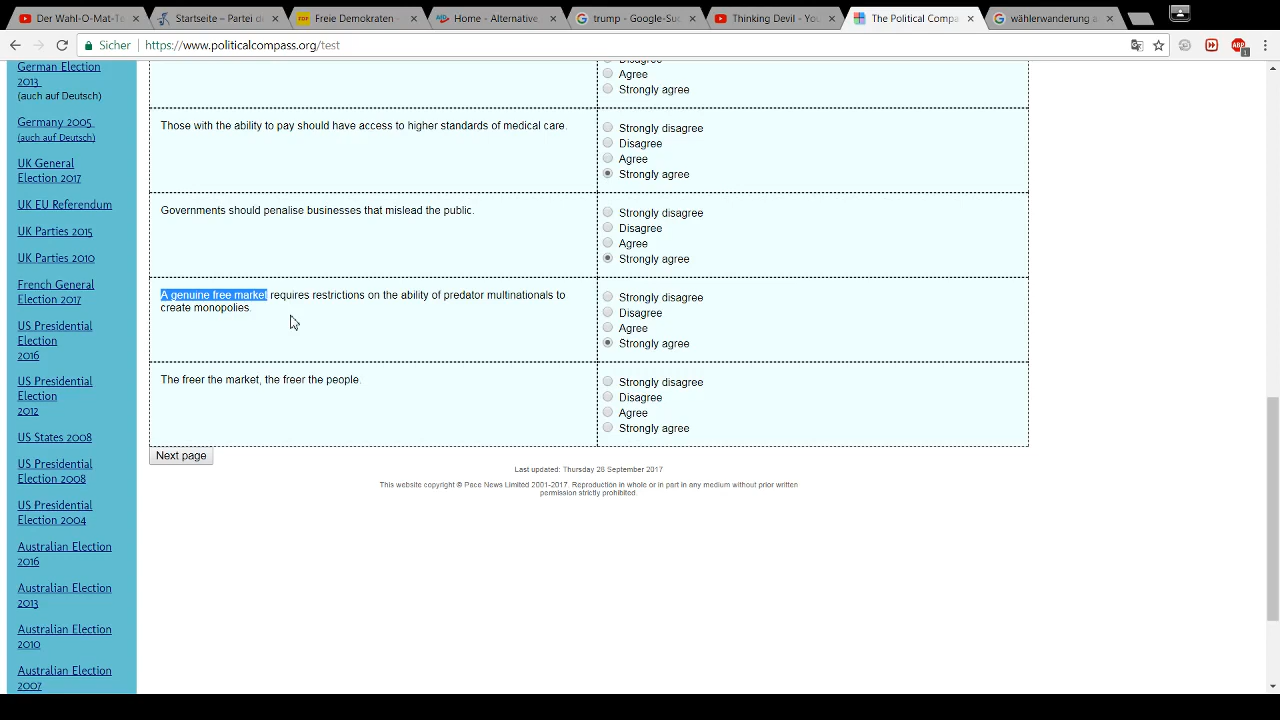 Der Wahl-O-Mat-Te
Startseite – Partei de
Freie Demokraten –
Home - Alternative
trump - Google-Suc
Thinking Devil - You
The Political Compa
wählerwanderung a
Sicher
https://www.politicalcompass.org/test
German Election
2013
(auch auf Deutsch)
Germany 2005
(auch auf Deutsch)
UK General
Election 2017
UK EU Referendum
UK Parties 2015
UK Parties 2010
French General
Election 2017
US Presidential
Election
2016
US Presidential
Election
2012
US States 2008
US Presidential
Election 2008
US Presidential
Election 2004
Australian Election
2016
Australian Election
2013
Australian Election
2010
Australian Election
2007
Disagree
Agree
Strongly agree
Those with the ability to pay should have access to higher standards of medical care.
Strongly disagree
Disagree
Agree
Strongly agree
Governments should penalise businesses that mislead the public.
Strongly disagree
Disagree
Agree
Strongly agree
A genuine free market requires restrictions on the ability of predator multinationals to
create monopolies.
Strongly disagree
Disagree
Agree
Strongly agree
The freer the market, the freer the people.
Strongly disagree
Disagree
Agree
Strongly agree
Next page
Last updated: Thursday 28 September 2017
This website copyright © Pace News Limited 2001-2017. Reproduction in whole or in part in any medium without prior written
permission strictly prohibited